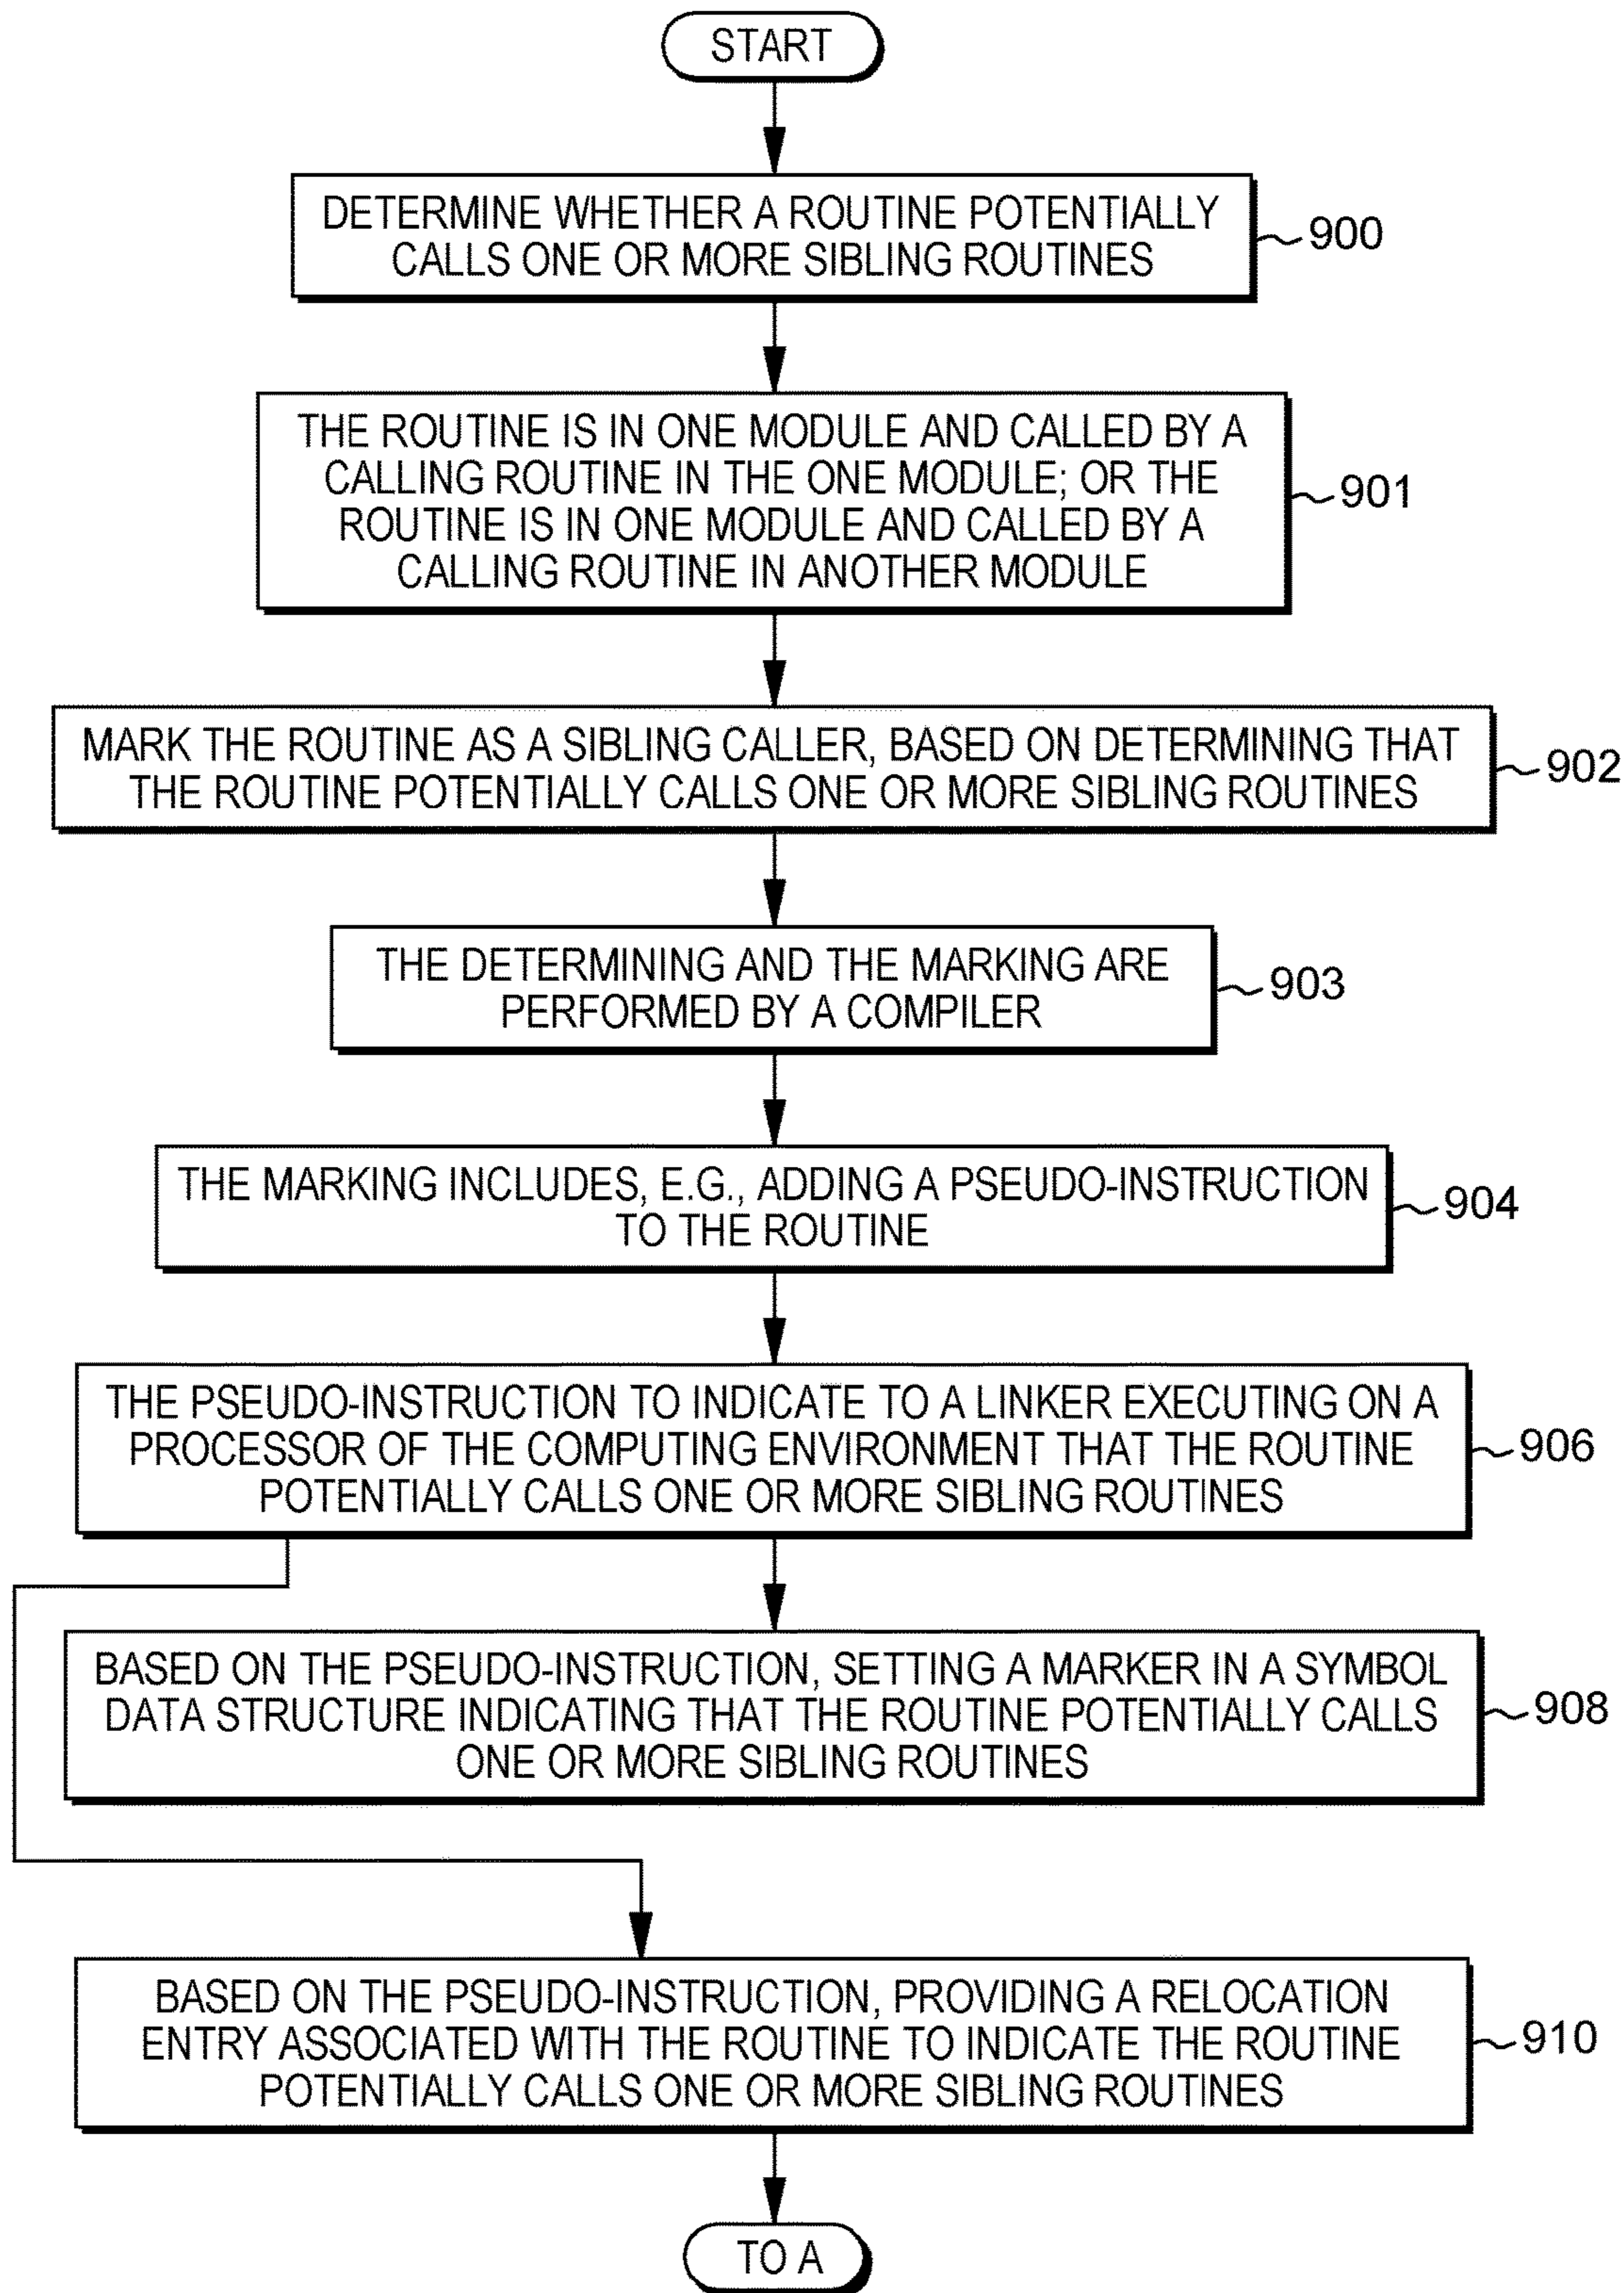 START
DETERMINE WHETHER A ROUTINE POTENTIALLY
CALLS ONE OR MORE SIBLING ROUTINES
900
THE ROUTINE IS IN ONE MODULE AND CALLED BY A
CALLING ROUTINE IN THE ONE MODULE; OR THE
ROUTINE IS IN ONE MODULE AND CALLED BY A
CALLING ROUTINE IN ANOTHER MODULE
901
MARK THE ROUTINE AS A SIBLING CALLER, BASED ON DETERMINING THAT
THE ROUTINE POTENTIALLY CALLS ONE OR MORE SIBLING ROUTINES
902
THE DETERMINING AND THE MARKING ARE
PERFORMED BY A COMPILER
903
THE MARKING INCLUDES, E.G., ADDING A PSEUDO-INSTRUCTION
TO THE ROUTINE
904
THE PSEUDO-INSTRUCTION TO INDICATE TO A LINKER EXECUTING ON A
PROCESSOR OF THE COMPUTING ENVIRONMENT THAT THE ROUTINE
POTENTIALLY CALLS ONE OR MORE SIBLING ROUTINES
906
BASED ON THE PSEUDO-INSTRUCTION, SETTING A MARKER IN A SYMBOL
DATA STRUCTURE INDICATING THAT THE ROUTINE POTENTIALLY CALLS
ONE OR MORE SIBLING ROUTINES
908
BASED ON THE PSEUDO-INSTRUCTION, PROVIDING A RELOCATION
ENTRY ASSOCIATED WITH THE ROUTINE TO INDICATE THE ROUTINE
POTENTIALLY CALLS ONE OR MORE SIBLING ROUTINES
910
TO A